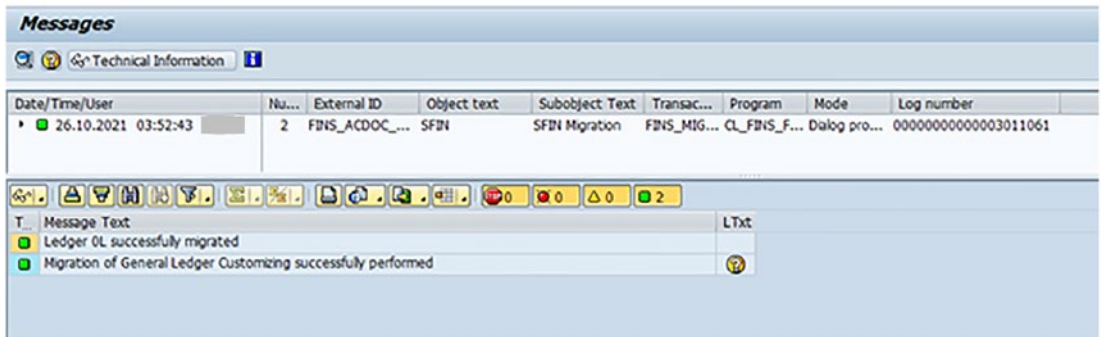 Messages
Technical Information
Date/Time/User Nu... External ID Object text Subobject Text Transac... Program Mode Log number
26.10.2021 03:52:43 2 FINS_ACDOC_... SFIN SFIN Migration FINS_MIG... CL_FINS_F... Dialog pro... 00000000000003011061
STOP 0 0 0 2
T... Message Text LTxt
Ledger 0L successfully migrated
Migration of General Ledger Customizing successfully performed